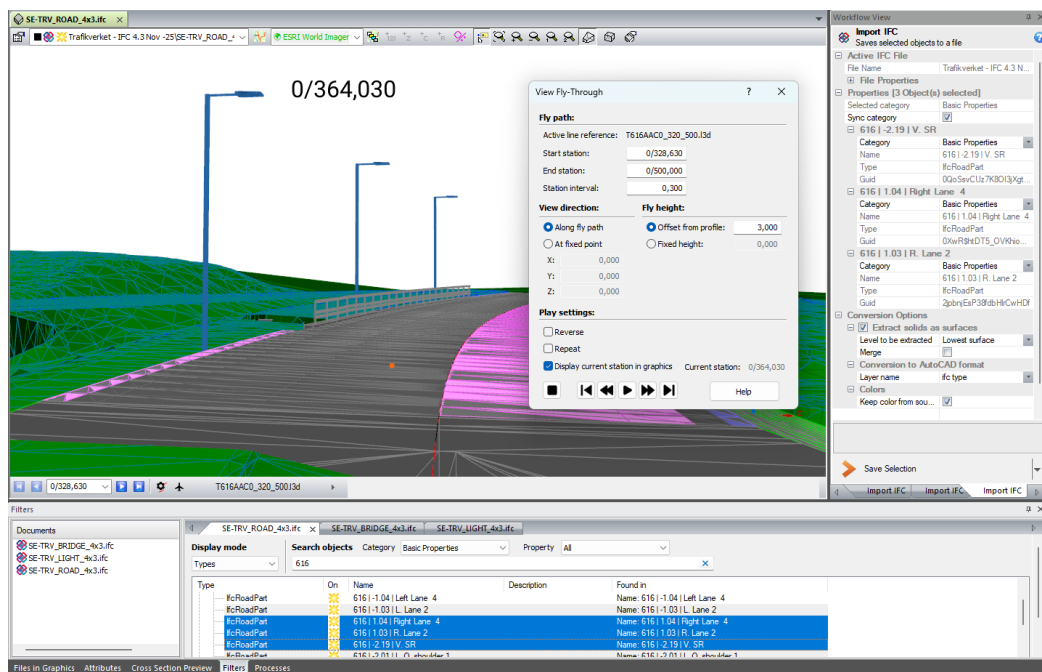 SE-TRV_ROAD_4x3.ifc
Trafikverket - IFC 4.3 Nov -25\SE-TRV_ROAD_4
ESRI World Imager
0/364,030
View Fly-Through
Fly path:
Active line reference: T616AAC0_320_500.l3d
Start station: 0/328,630
End station: 0/500,000
Station interval: 0,300
View direction: Fly height:
Along fly path Offset from profile: 3,000
At fixed point Fixed height: 0,000
X: 0,000
Y: 0,000
Z: 0,000
Play settings:
Reverse
Repeat
Display current station in graphics Current station: 0/364,030
Help
0/328,630 T616AAC0_320_500.l3d
Workflow View
Import IFC
Saves selected objects to a file
Active IFC File
File Name Trafikverket - IFC 4.3 N...
File Properties
Properties [3 Object(s) selected]
Selected category Basic Properties
Sync category
616 | -2.19 | V. SR
Category Basic Properties
Name 616 | -2.19 | V. SR
Type IfcRoadPart
Guid
616 | 1.04 | Right Lane 4
Category Basic Properties
Name 616 | 1.04 | Right Lane 4
Type IfcRoadPart
Guid
616 | 1.03 | R. Lane 2
Category Basic Properties
Name 616 | 1.03 | R. Lane 2
Type IfcRoadPart
Guid
Conversion Options
Extract solids as surfaces
Level to be extracted Lowest surface
Merge
Conversion to AutoCAD format
Layer name ifc type
Colors
Keep color from sou...
Save Selection
Import IFC Import IFC Import IFC
Filters
Documents
SE-TRV_BRIDGE_4x3.ifc
SE-TRV_LIGHT_4x3.ifc
SE-TRV_ROAD_4x3.ifc
SE-TRV_ROAD_4x3.ifc SE-TRV_BRIDGE_4x3.ifc SE-TRV_LIGHT_4x3.ifc
Display mode Search objects Category Basic Properties Property All
Types 616
Type On Name Description Found in
IfcRoadPart 616 | -1.04 | Left Lane 4 Name: 616 | -1.04 | Left Lane 4
IfcRoadPart 616 | -1.03 | L. Lane 2 Name: 616 | -1.03 | L. Lane 2
IfcRoadPart 616 | 1.04 | Right Lane 4 Name: 616 | 1.04 | Right Lane 4
IfcRoadPart 616 | 1.03 | R. Lane 2 Name: 616 | 1.03 | R. Lane 2
IfcRoadPart 616 | -2.19 | V. SR Name: 616 | -2.19 | V. SR
IfcRoadPart 616 | -2.01 | L. O. shoulder 1 Name: 616 | -2.01 | L. O. shoulder 1
Files in Graphics Attributes Cross Section Preview Filters Processes